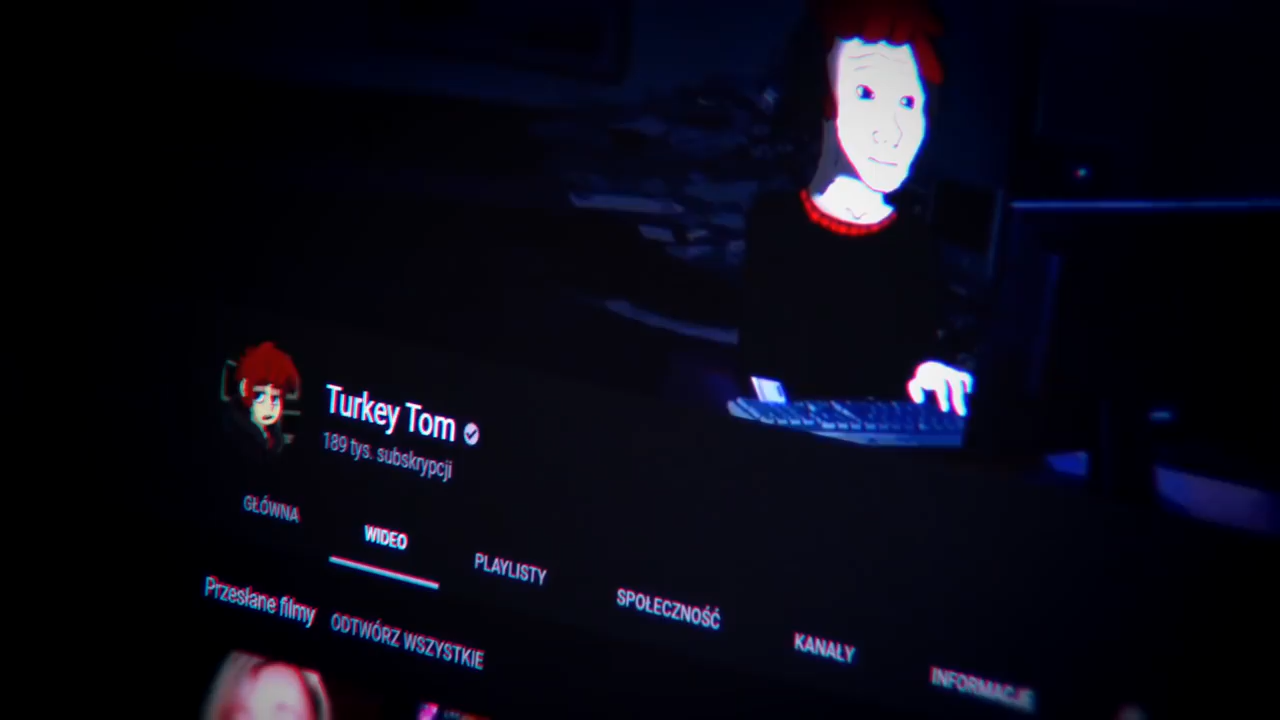 Turkey Tom
189 tys. subskrypcji
GŁÓWNA WIDEO PLAYLISTY SPOŁECZNOŚĆ KANAŁY INFORMACJE
Przesłane filmy ODTWÓRZ WSZYSTKIE